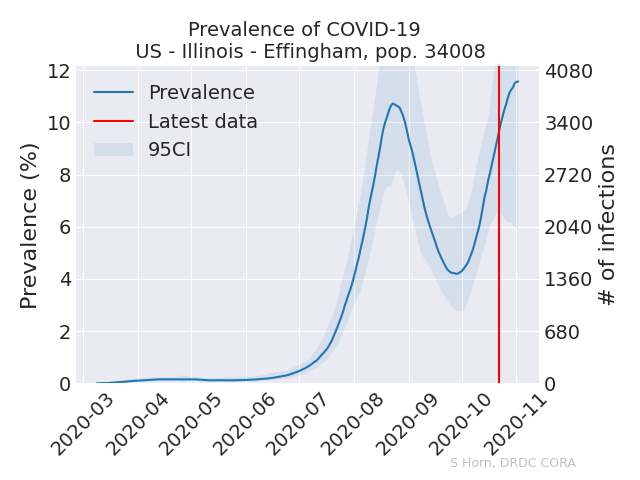 Prevalence of COVID-19
US - Illinois - Effingham, pop. 34008
Prevalence (%)
12
10
8
6
4
2
0
Prevalence
Latest data
95CI
4080
3400
2720
2040
1360
680
0
# of infections
2020-03
2020-04
2020-05
2020-06
2020-07
2020-08
2020-09
2020-10
2020-11
S Horn, DRDC CORA